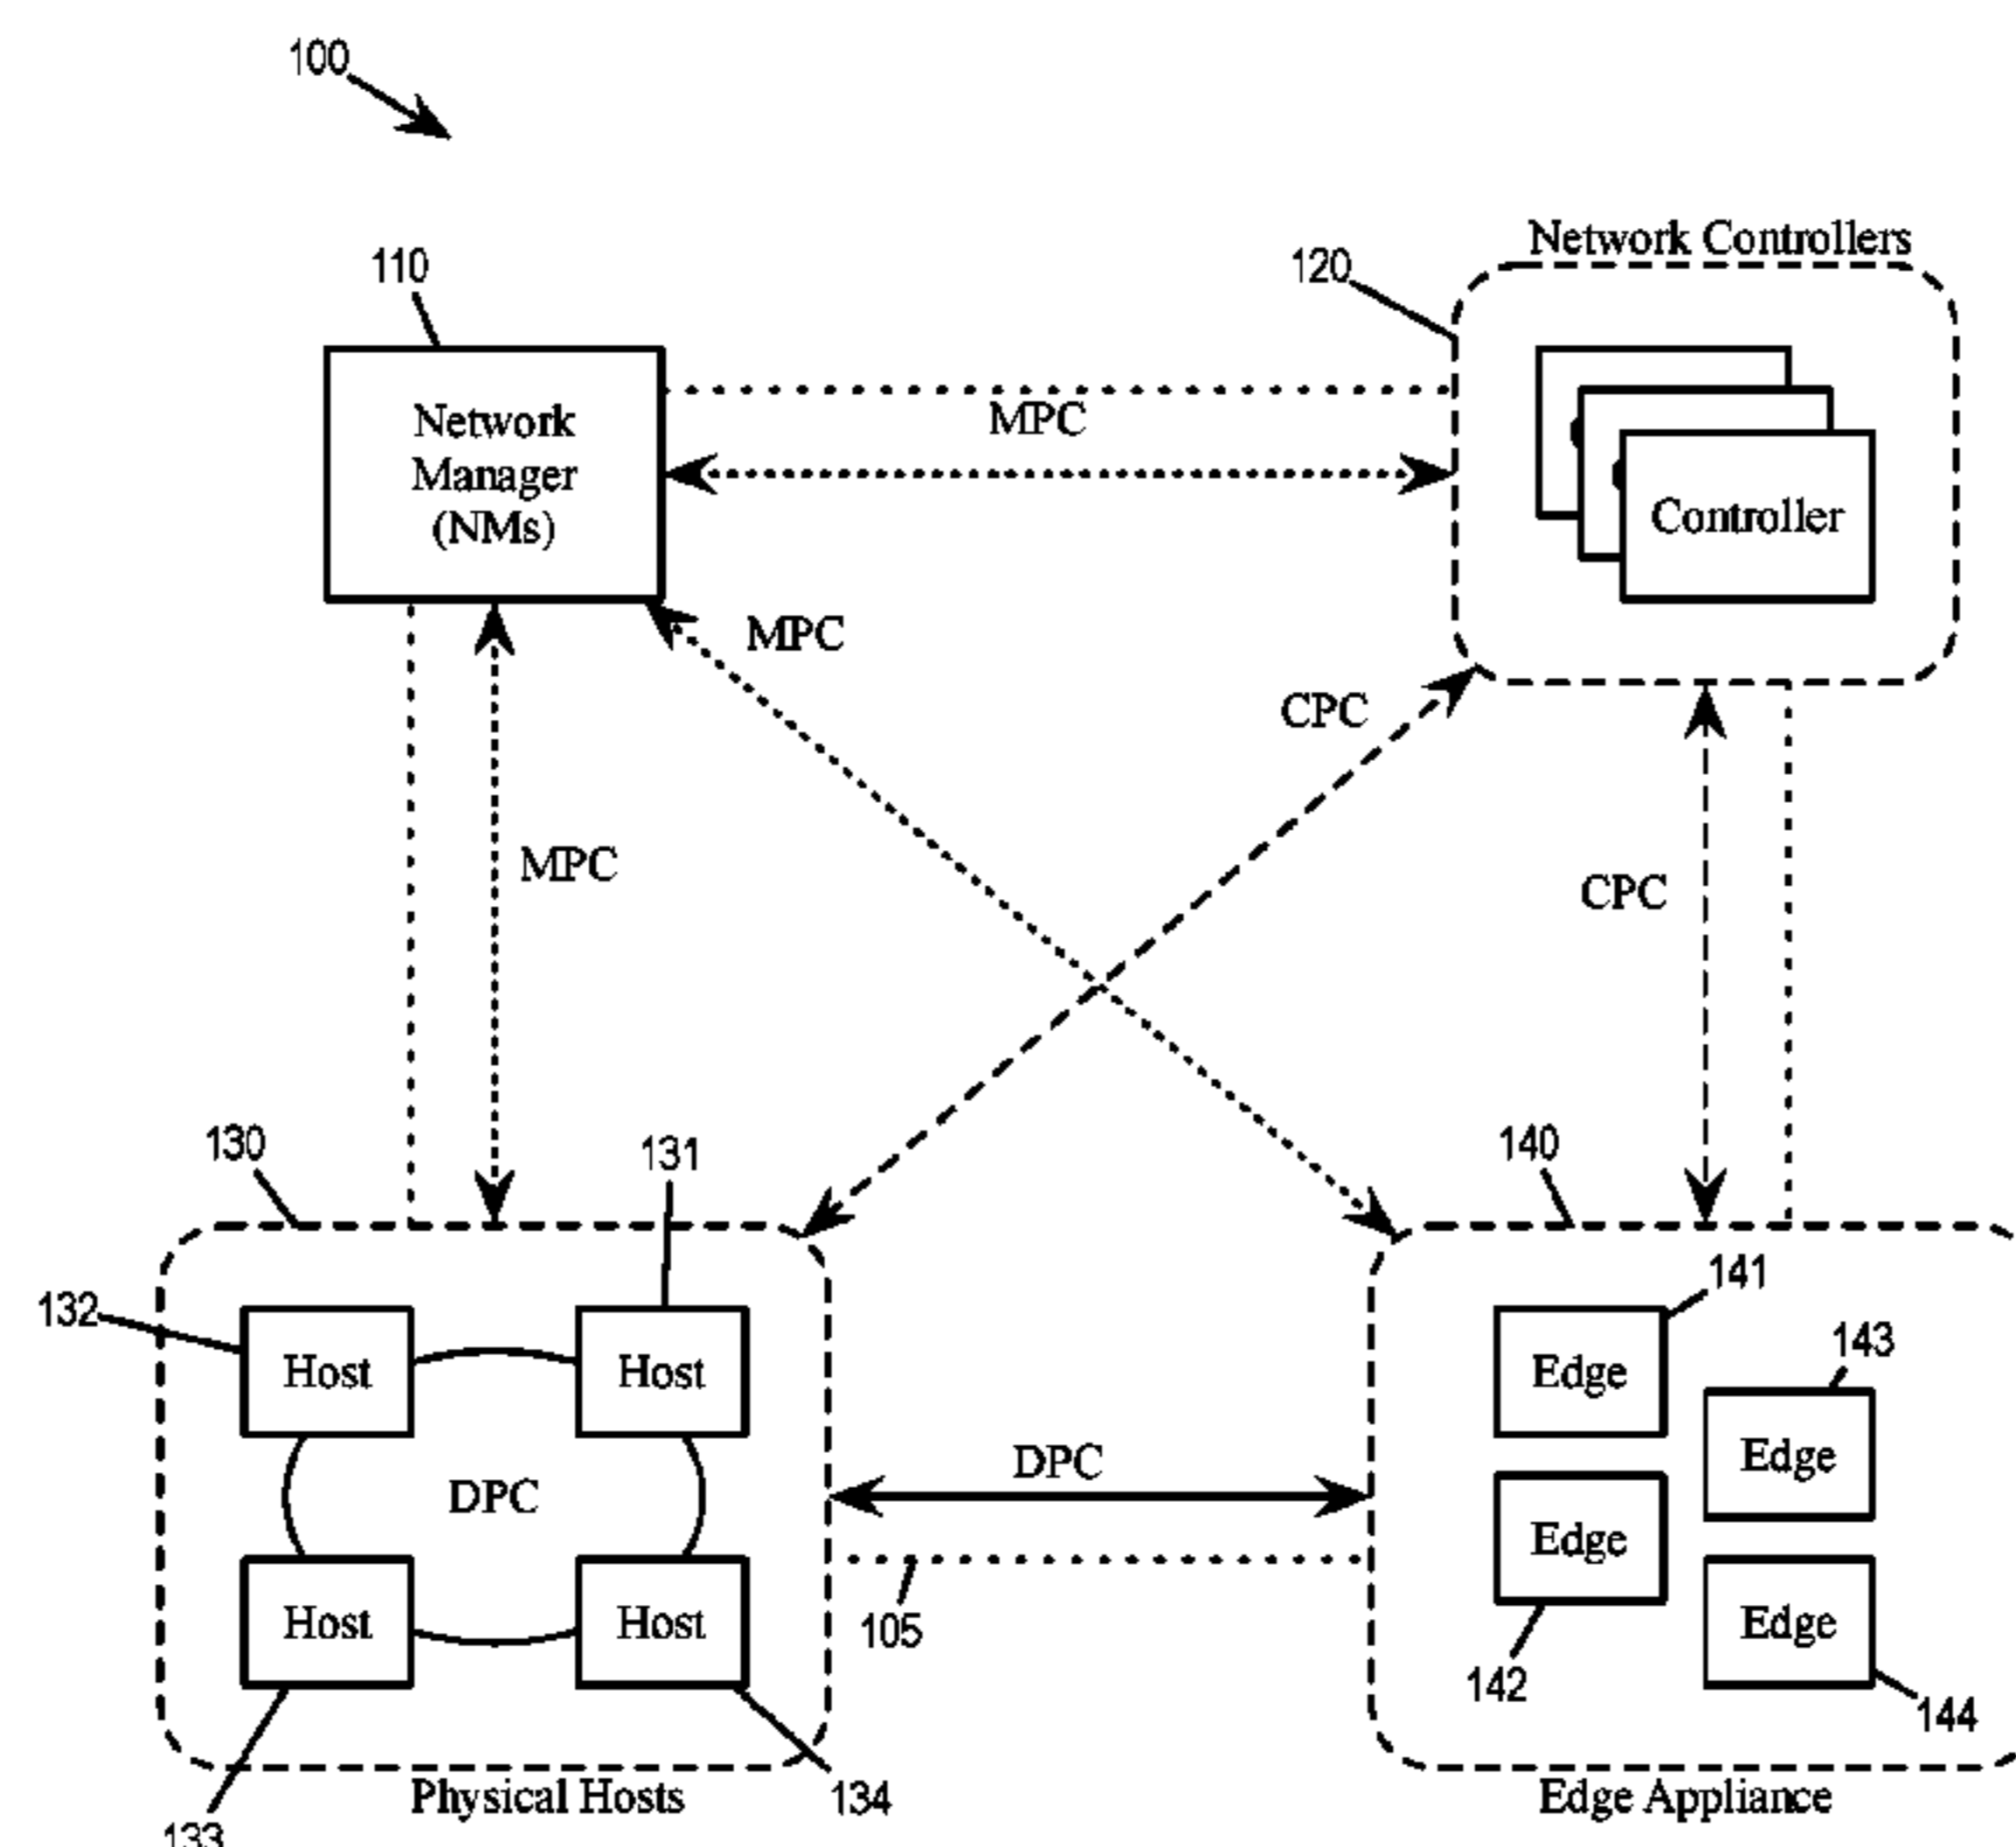 100
Network Controllers
110
120
Network
Manager
(NMs)
MPC
Controller
MPC
CPC
MPC
CPC
130
131
140
141
132
Host
Host
Edge
143
DPC
DPC
Edge
Edge
Host
Host
105
142
Edge
144
133
134
Physical Hosts
Edge Appliance